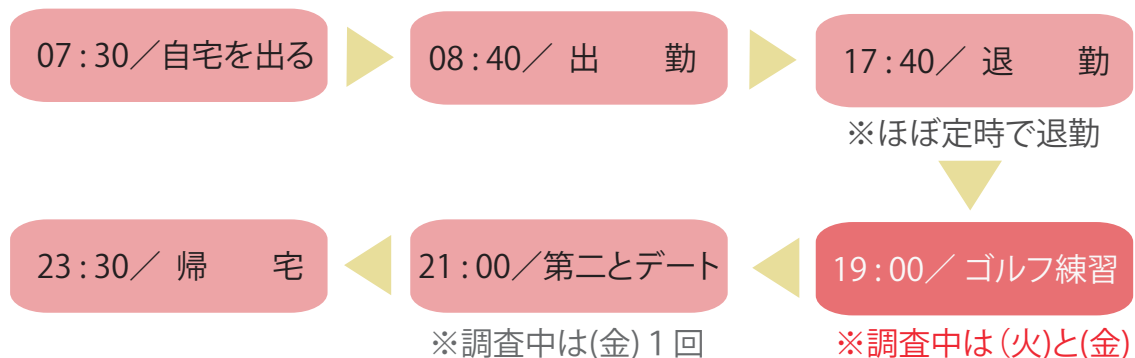 07:30／自宅を出る
08:40／ 出　勤
17:40／ 退　勤
※ほぼ定時で退勤
19:00／ ゴルフ練習
※調査中は（火）と(金)
21:00／第二とデート
※調査中は(金) 1 回
23:30／ 帰　宅